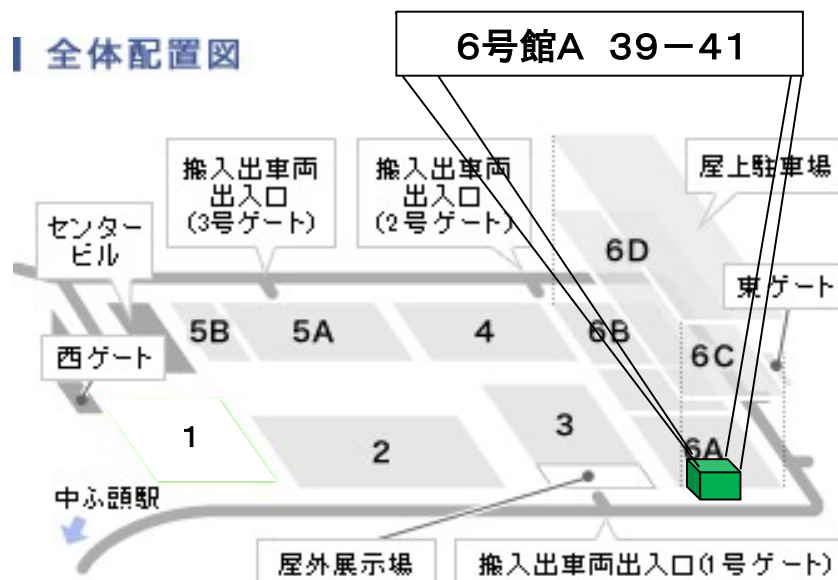 全体配置図
6号館A 39－41
搬入出車両
出入口
(3号ゲート)
搬入出車両
出入口
(2号ゲート)
屋上駐車場
センター
ビル
6D
東ゲート
5B
5A
4
6B
6C
西ゲート
1
2
3
6A
中ふ頭駅
屋外展示場
搬入出車両出入口(1号ゲート)